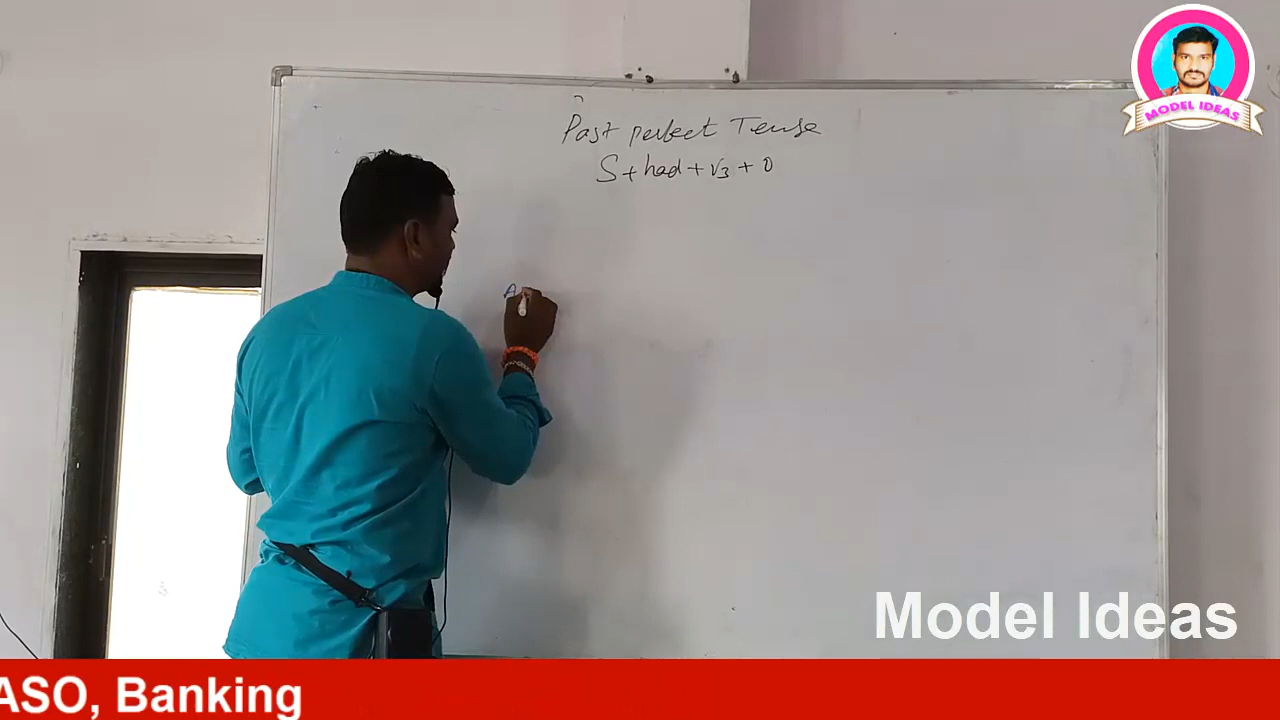 MODEL IDEAS
Past perfect Tense
S + had + V3 + O
A
Model Ideas
ASO, Banking